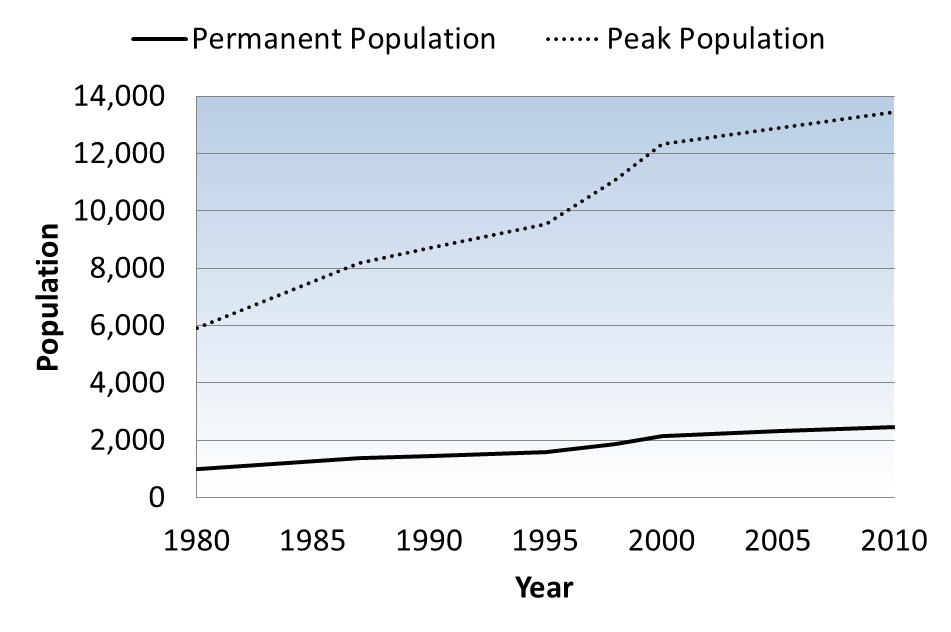 Permanent Population Peak Population
14,000
12,000
10,000
8,000
6,000
4,000
2,000
0
Population
1980 1985 1990 1995 2000 2005 2010
Year